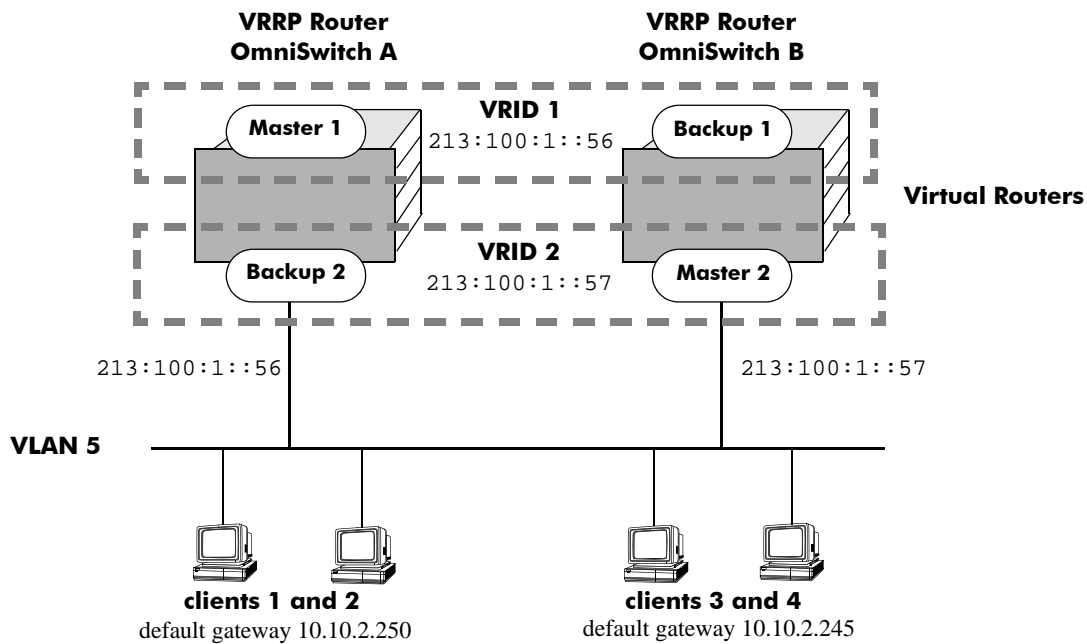 VRRP Router
OmniSwitch A
VRRP Router
OmniSwitch B
VRID 1
213:100:1::56
Master 1
Backup 1
Virtual Routers
VRID 2
213:100:1::57
Backup 2
Master 2
213:100:1::56
213:100:1::57
VLAN 5
clients 1 and 2
default gateway 10.10.2.250
clients 3 and 4
default gateway 10.10.2.245